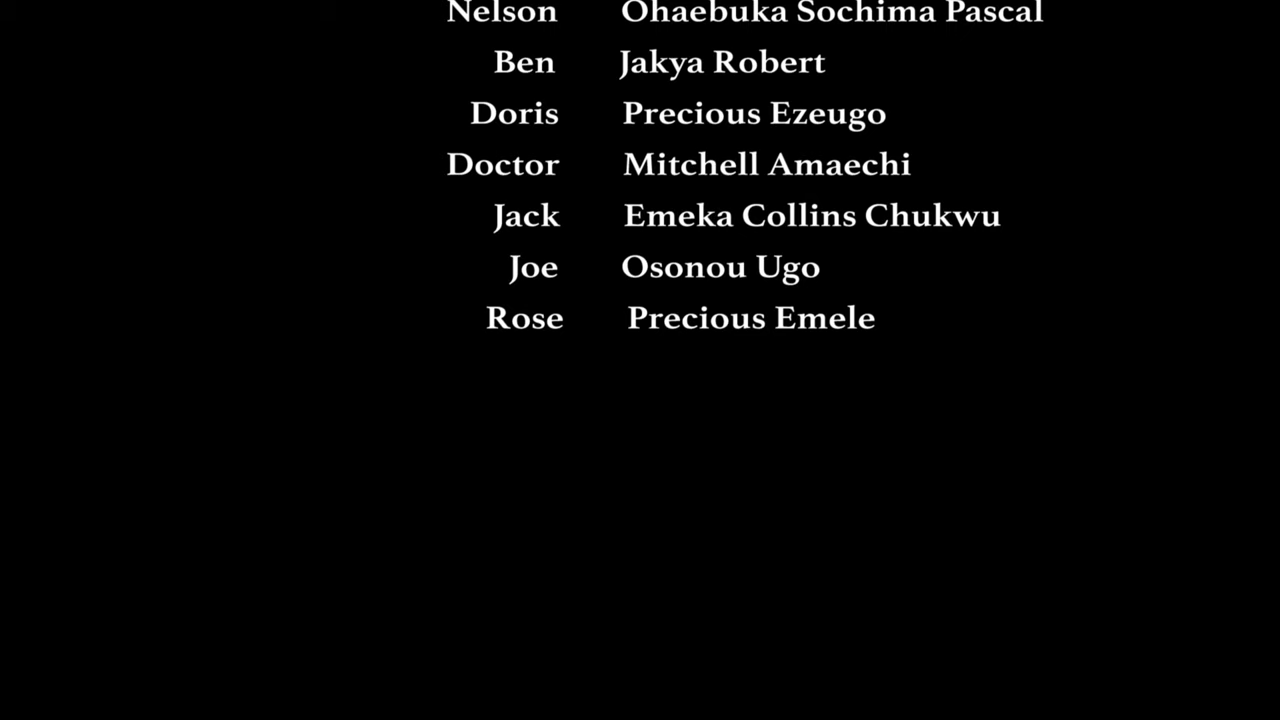 Nelson Ohaebuka Sochima Pascal
Ben Jakya Robert
Doris Precious Ezeugo
Doctor Mitchell Amaechi
Jack Emeka Collins Chukwu
Joe Osonou Ugo
Rose Precious Emele